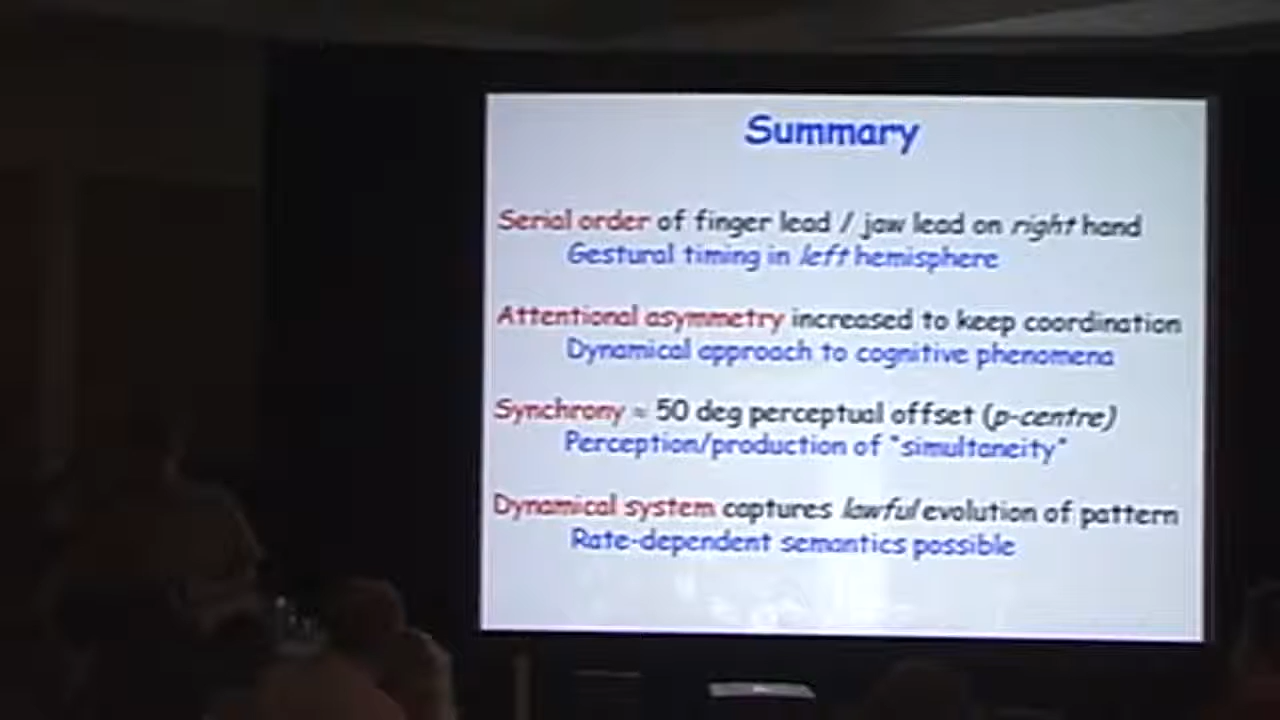 Summary
Serial order of finger lead / jaw lead on right hand
Gestural timing in left hemisphere
Attentional asymmetry increased to keep coordination
Dynamical approach to cognitive phenomena
Synchrony ≈ 50 deg perceptual offset (p-centre)
Perception/production of "simultaneity"
Dynamical system captures lawful evolution of pattern
Rate-dependent semantics possible